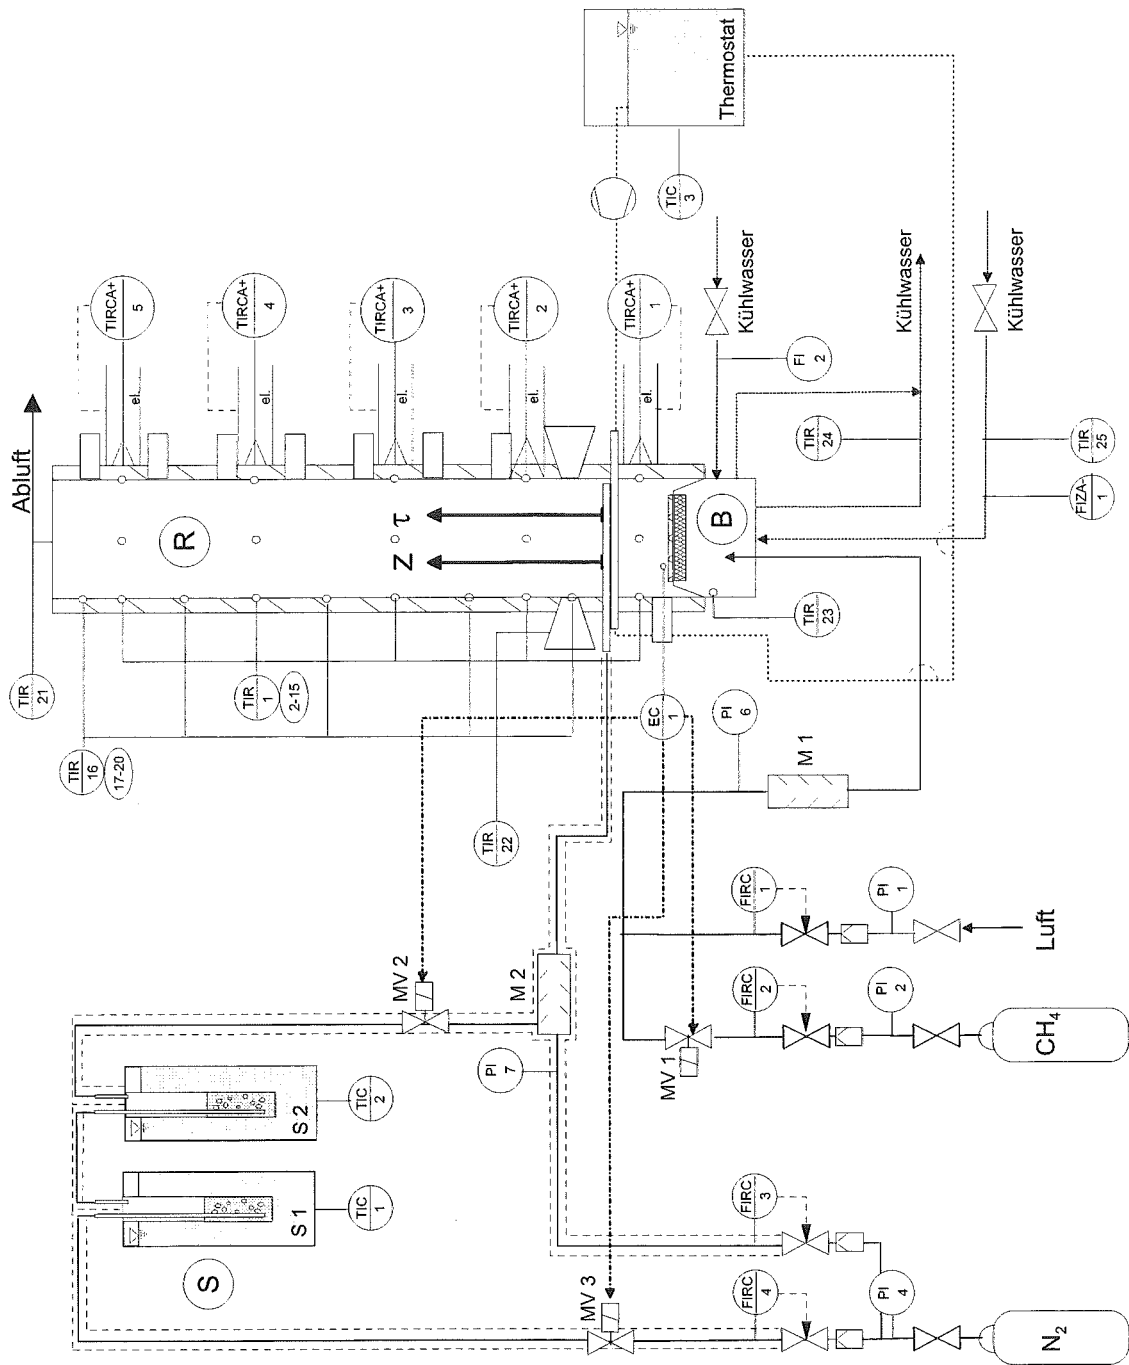 Abluft
TIR
21
TIR
16
17-20
TIRCA+
5
el.
S
R
TIRCA+
4
el.
TIR
1
2-15
S 1
S 2
TIC
1
TIC
2
MV 2
Z
τ
TIRCA+
3
el.
PI
7
M 2
TIR
22
TIRCA+
2
el.
MV 3
EC
1
TIRCA+
1
el.
MV 1
TIC
3
Thermostat
B
Kühlwasser
FIRC
4
FIRC
3
FIRC
2
FIRC
1
PI
6
M 1
TIR
23
FI
2
TIR
24
Kühlwasser
PI
4
PI
2
PI
1
N2
CH4
Luft
FIZA-
1
TIR
25
Kühlwasser